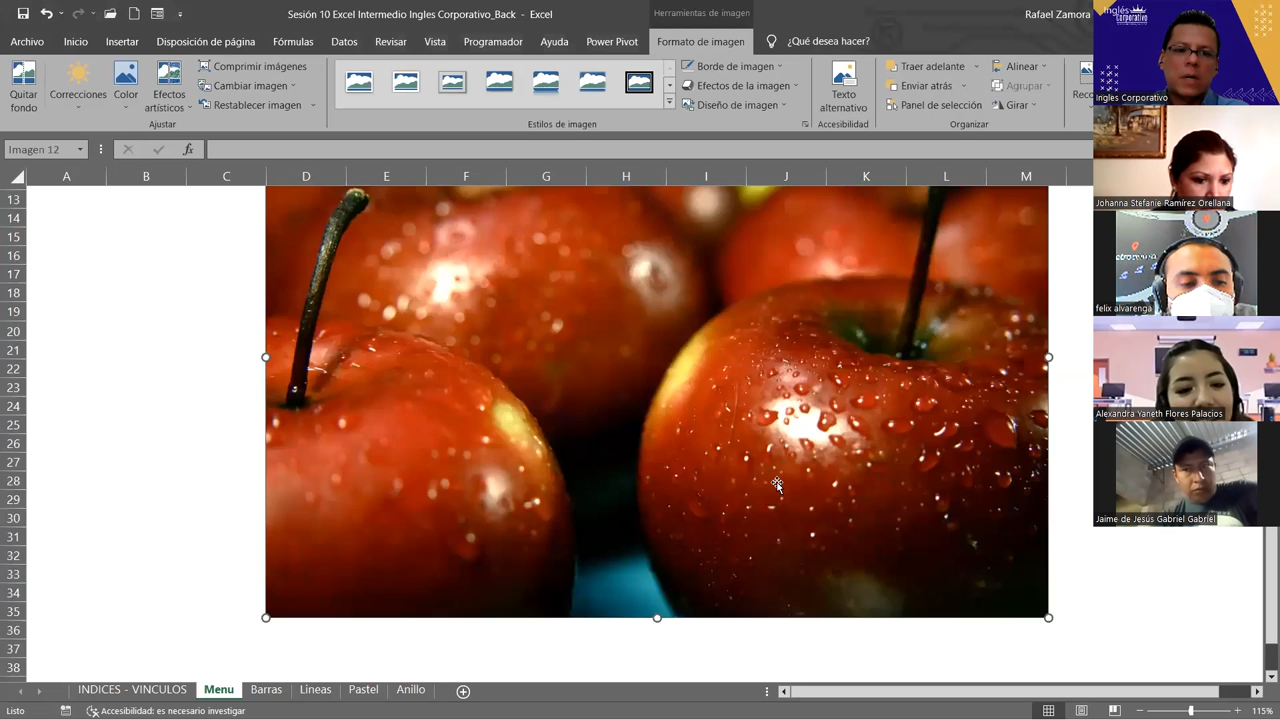 Sesión 10 Excel Intermedio Inglés Corporativo_Back - Excel
Herramientas de imagen
Rafael Zamora
Archivo
Inicio
Insertar
Disposición de página
Fórmulas
Datos
Revisar
Vista
Programador
Ayuda
Power Pivot
Formato de imagen
¿Qué desea hacer?
Quitar fondo
Correcciones
Color
Efectos artísticos
Comprimir imágenes
Cambiar imagen
Restablecer imagen
Ajustar
Estilos de imagen
Borde de imagen
Efectos de la imagen
Diseño de imagen
Texto alternativo
Accesibilidad
Traer adelante
Enviar atrás
Panel de selección
Alinear
Agrupar
Girar
Organizar
Imagen 12
fx
A B C D E F G H I J K L M
13
14
15
16
17
18
19
20
21
22
23
24
25
26
27
28
29
30
31
32
33
34
35
36
37
38
Inglés
Corporativo
Ingles Corporativo
Johanna Stefanie Ramírez Orellana
felix alvarenga
Alexandra Yaneth Flores Palacios
Jaime de Jesús Gabriel Gabriel
INDICES - VINCULOS
Menu
Barras
Lineas
Pastel
Anillo
Listo
Accesibilidad: es necesario investigar
115%